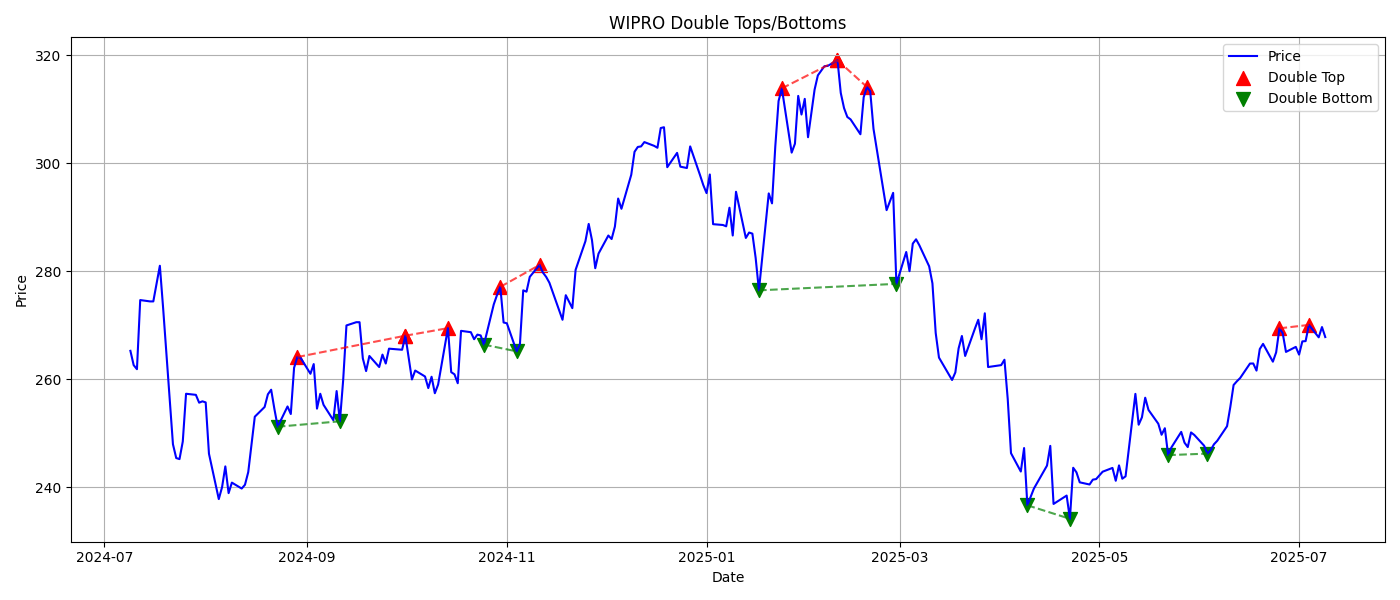 WIPRO Double Tops/Bottoms
Price
Double Top
Double Bottom
320
300
280
260
240
Price
2024-07
2024-09
2024-11
2025-01
2025-03
2025-05
2025-07
Date